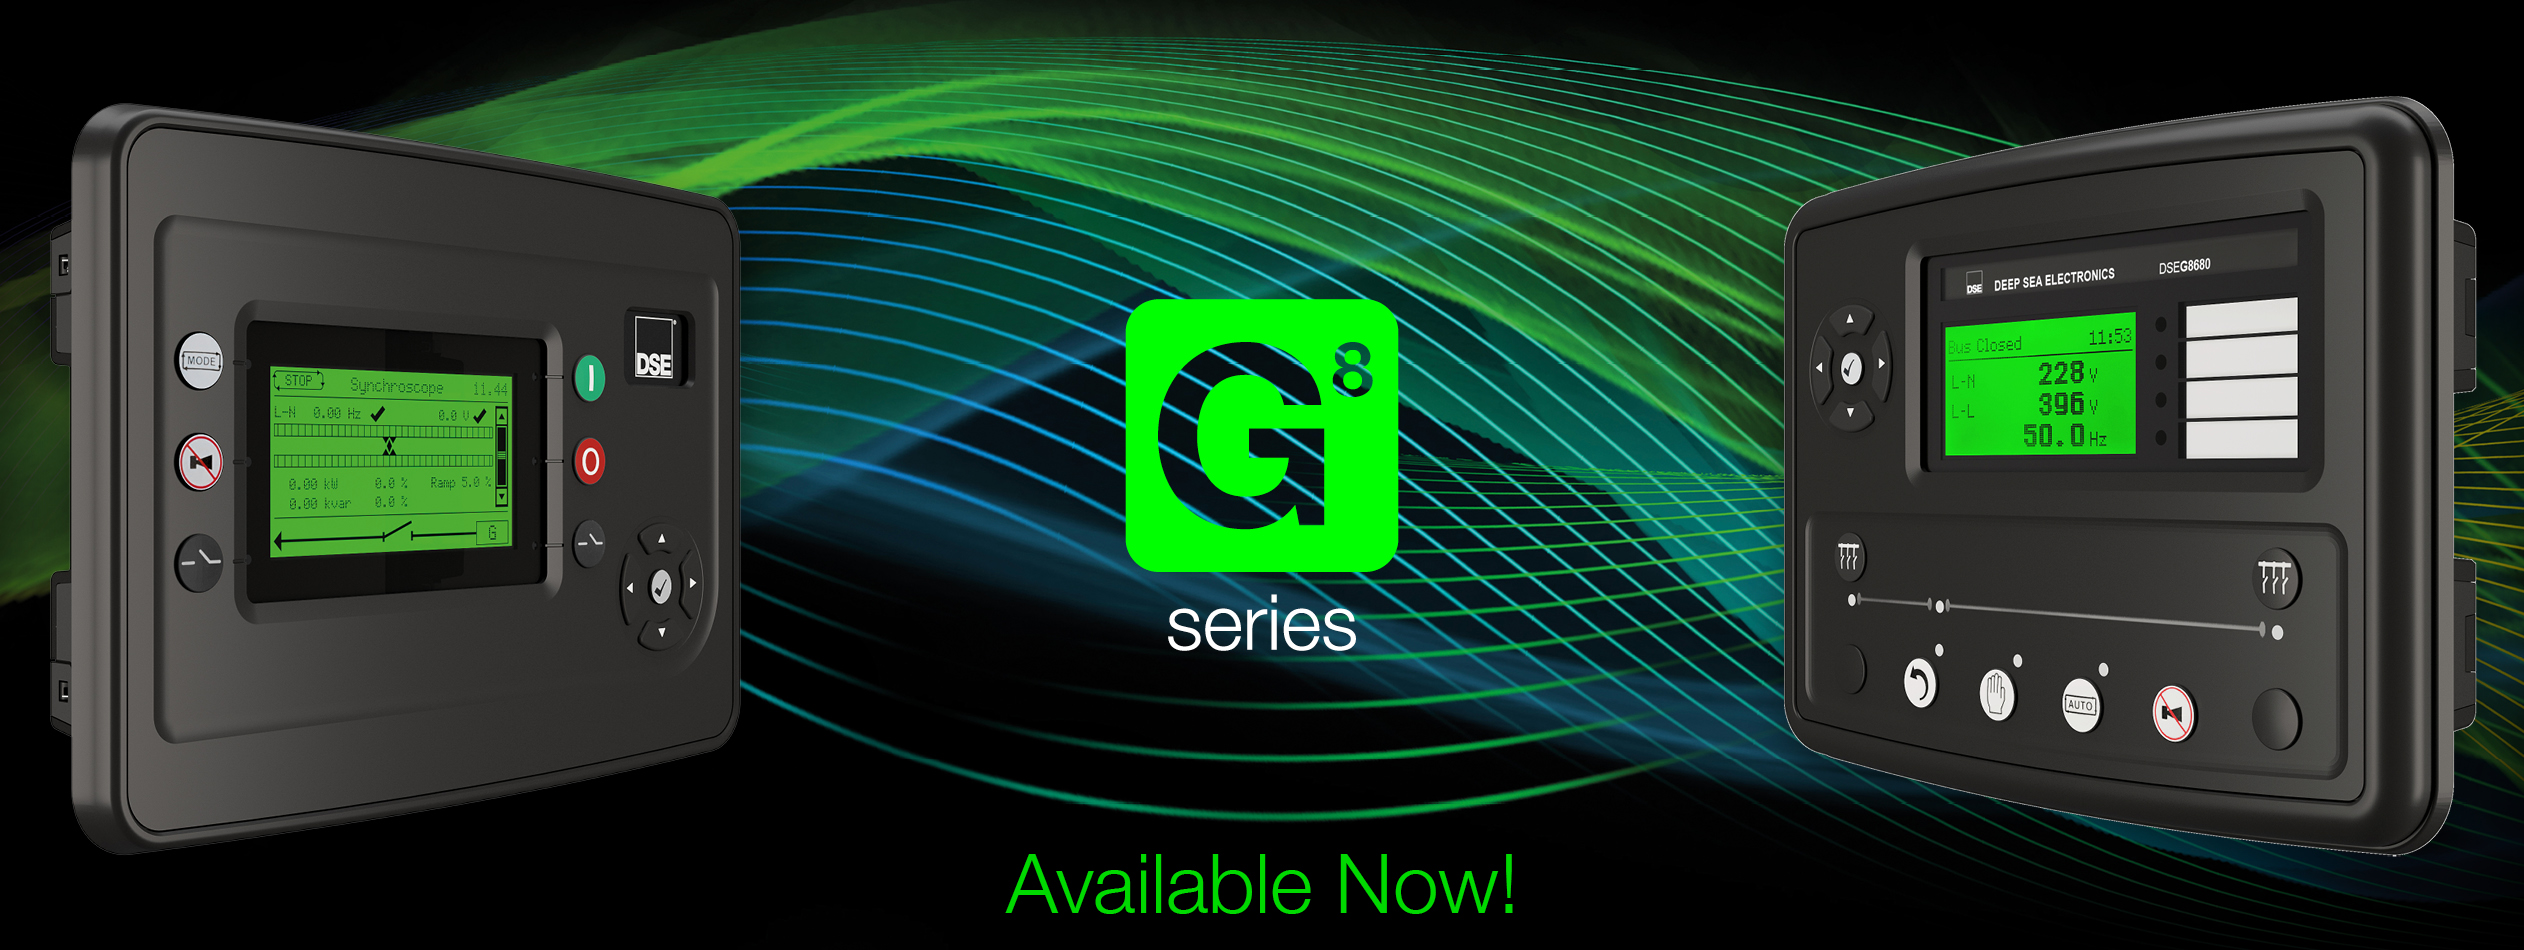 MODE
STOP
Synchroscope
11.44
L-N 0.00 Hz
0.0 V
0.00 kW 0.0 % Ramp 5.0 %
0.00 kvar 0.0 %
G
I
O
DSE
G8
series
Available Now!
DSE
DEEP SEA ELECTRONICS
DSEG8680
Bus Closed 11:53
L-N 228 V
L-L 396 V
50.0 Hz
AUTO